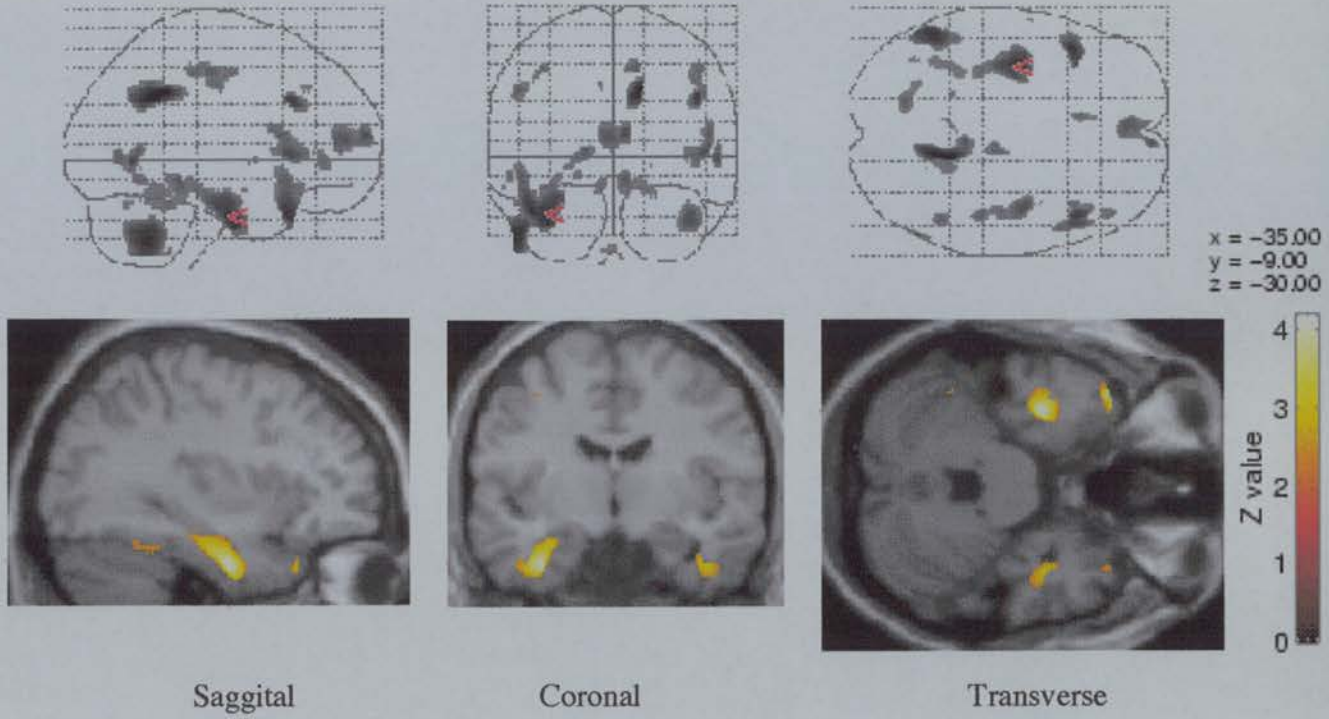 x = -35.00
y = -9.00
z = -30.00
4
3
2
1
0
Z value
Saggital
Coronal
Transverse